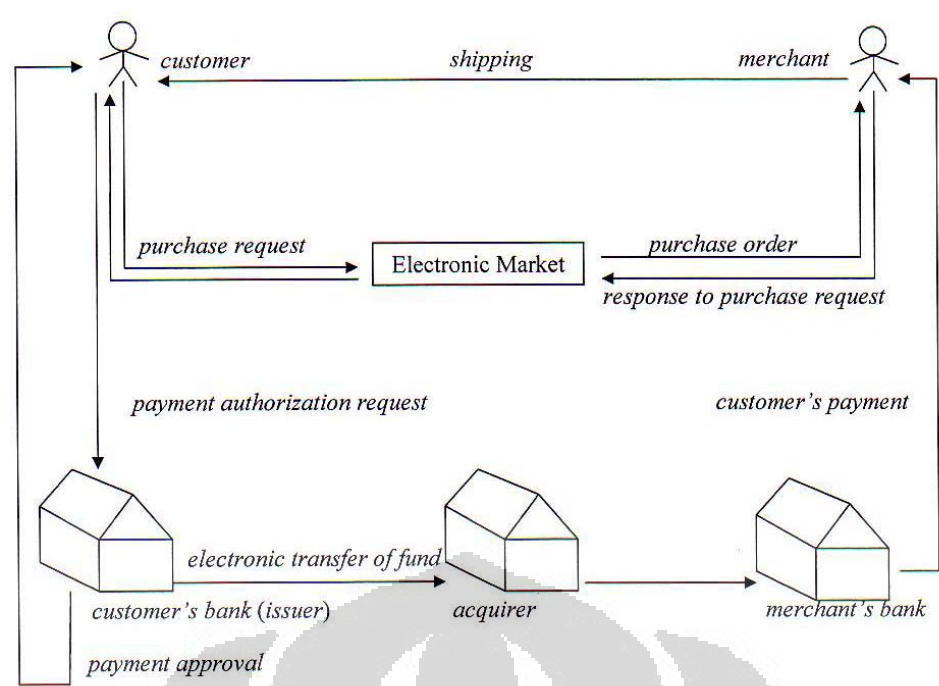 customer
shipping
merchant
purchase request
Electronic Market
purchase order
response to purchase request
payment authorization request
customer’s payment
electronic transfer of fund
customer’s bank (issuer)
acquirer
merchant’s bank
payment approval